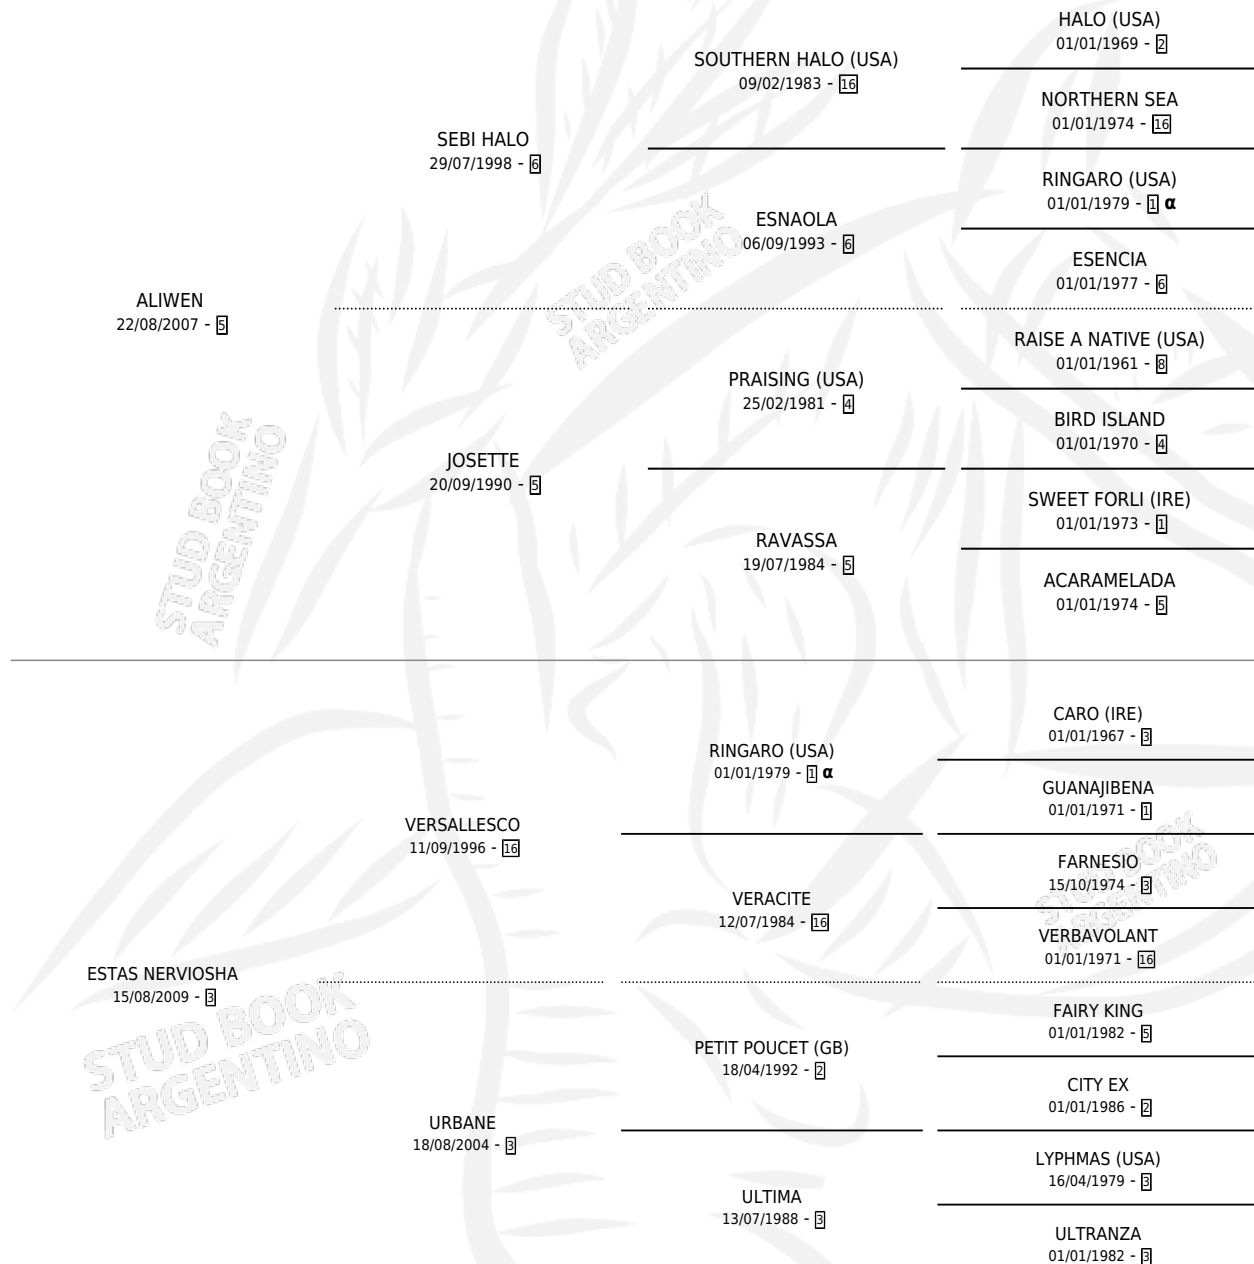 HALO (USA)
01/01/1969 - 2
SOUTHERN HALO (USA)
09/02/1983 - 16
NORTHERN SEA
01/01/1974 - 16
SEBI HALO
29/07/1998 - 6
RINGARO (USA)
01/01/1979 - 1 α
ESNAOLA
06/09/1993 - 6
ESENCIA
01/01/1977 - 6
ALIWEN
22/08/2007 - 5
RAISE A NATIVE (USA)
01/01/1961 - 8
PRAISING (USA)
25/02/1981 - 4
BIRD ISLAND
01/01/1970 - 4
JOSETTE
20/09/1990 - 5
SWEET FORLI (IRE)
01/01/1973 - 1
RAVASSA
19/07/1984 - 5
ACARAMELADA
01/01/1974 - 5
CARO (IRE)
01/01/1967 - 3
RINGARO (USA)
01/01/1979 - 1 α
GUANAJIBENA
01/01/1971 - 1
VERSALLESCO
11/09/1996 - 16
FARNESIO
15/10/1974 - 3
VERACITE
12/07/1984 - 16
VERBAVOLANT
01/01/1971 - 16
ESTAS NERVIOSHA
15/08/2009 - 3
FAIRY KING
01/01/1982 - 5
PETIT POUCET (GB)
18/04/1992 - 2
CITY EX
01/01/1986 - 2
URBANE
18/08/2004 - 3
LYPHMAS (USA)
16/04/1979 - 3
ULTIMA
13/07/1988 - 3
ULTRANZA
01/01/1982 - 3
STUD BOOK
ARGENTINO
STUD BOOK
ARGENTINO
STUD BOOK
ARGENTINO
STUD BOOK
ARGENTINO